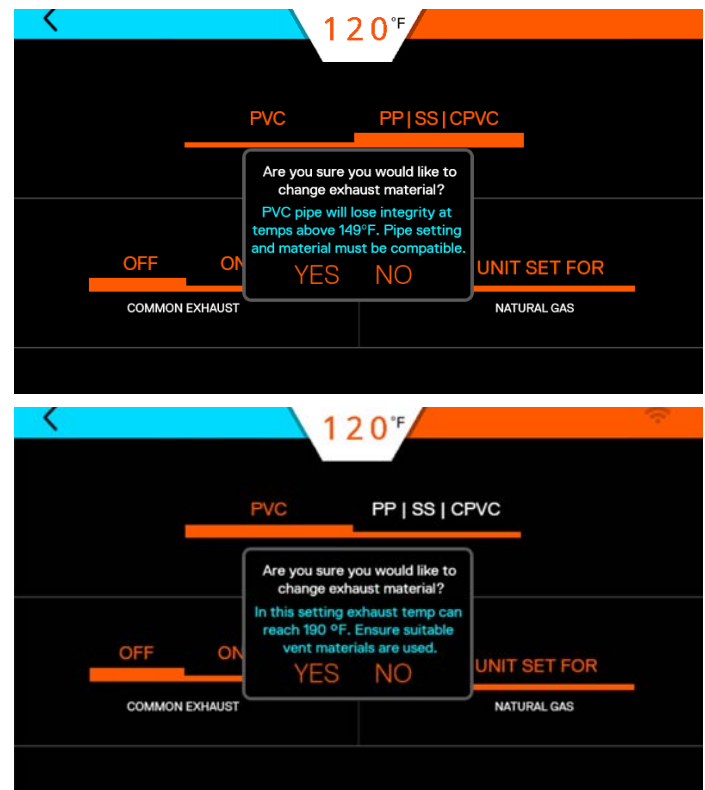 120°F
PVC PP|SS|CPVC
Are you sure you would like to
change exhaust material?
PVC pipe will lose integrity at
temps above 149°F. Pipe setting
and material must be compatible.
YES NO
OFF ON
UNIT SET FOR
COMMON EXHAUST
NATURAL GAS
120°F
PVC PP | SS | CPVC
Are you sure you would like to
change exhaust material?
In this setting exhaust temp can
reach 190 °F. Ensure suitable
vent materials are used.
YES NO
OFF ON
UNIT SET FOR
COMMON EXHAUST
NATURAL GAS